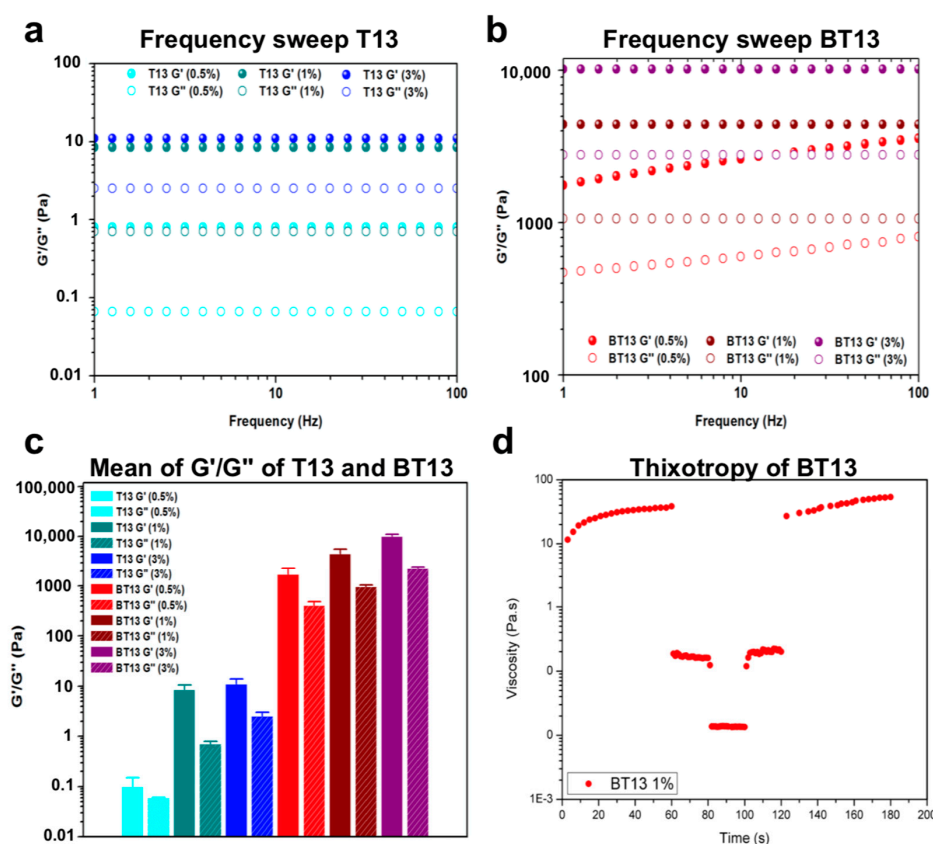 a
Frequency sweep T13
100
10
1
0.1
0.01
G'/G'' (Pa)
T13 G' (0.5%) T13 G' (1%) T13 G' (3%)
T13 G'' (0.5%) T13 G'' (1%) T13 G'' (3%)
1 10 100
Frequency (Hz)
b
Frequency sweep BT13
10,000
1000
100
G'/G'' (Pa)
BT13 G' (0.5%) BT13 G' (1%) BT13 G' (3%)
BT13 G'' (0.5%) BT13 G'' (1%) BT13 G'' (3%)
1 10 100
Frequency (Hz)
c
Mean of G'/G'' of T13 and BT13
100,000
10,000
1000
100
10
1
0.1
0.01
G'/G'' (Pa)
T13 G' (0.5%)
T13 G'' (0.5%)
T13 G' (1%)
T13 G'' (1%)
T13 G' (3%)
T13 G'' (3%)
BT13 G' (0.5%)
BT13 G'' (0.5%)
BT13 G' (1%)
BT13 G'' (1%)
BT13 G' (3%)
BT13 G'' (3%)
d
Thixotropy of BT13
100
10
1
0
0
1E-3
Viscosity (Pa.s)
BT13 1%
0 20 40 60 80 100 120 140 160 180 200
Time (s)